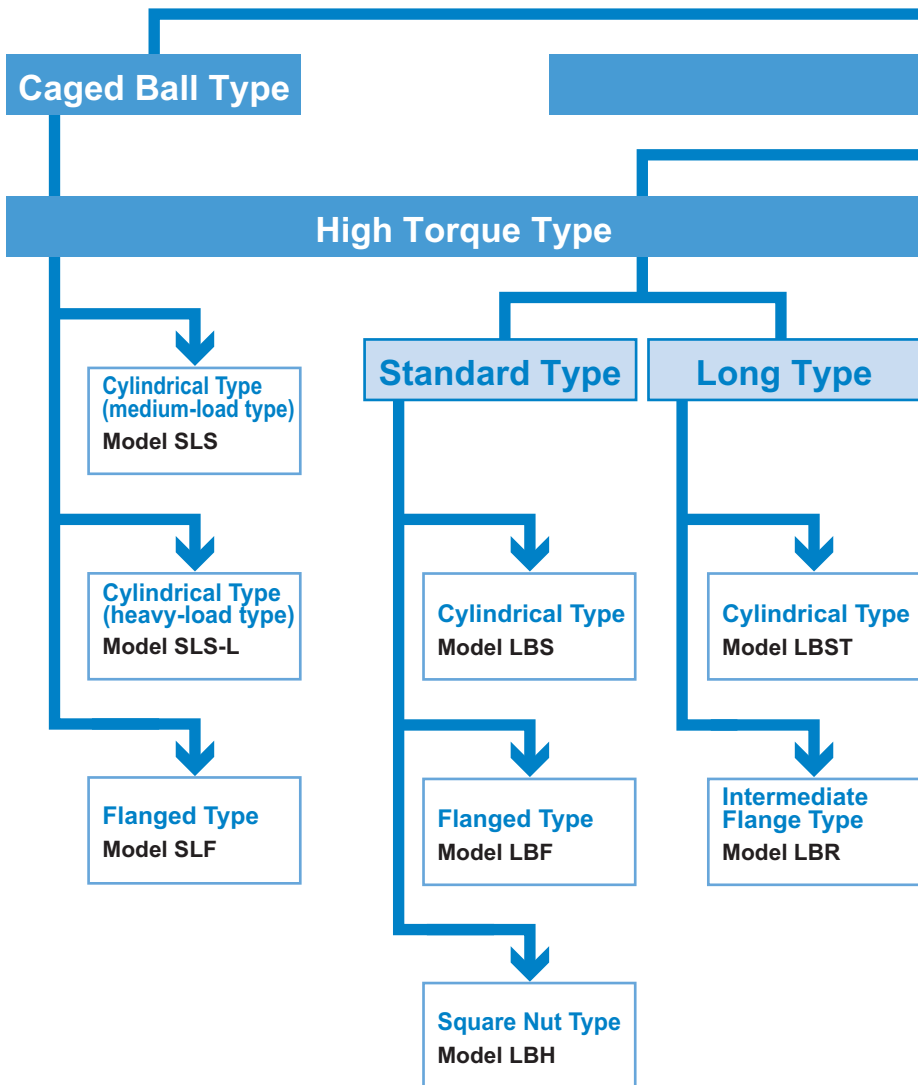 Caged Ball Type
High Torque Type
Standard Type
Long Type
Cylindrical Type
(medium-load type)
Model SLS
Cylindrical Type
(heavy-load type)
Model SLS-L
Cylindrical Type
Model LBS
Cylindrical Type
Model LBST
Flanged Type
Model SLF
Flanged Type
Model LBF
Intermediate
Flange Type
Model LBR
Square Nut Type
Model LBH